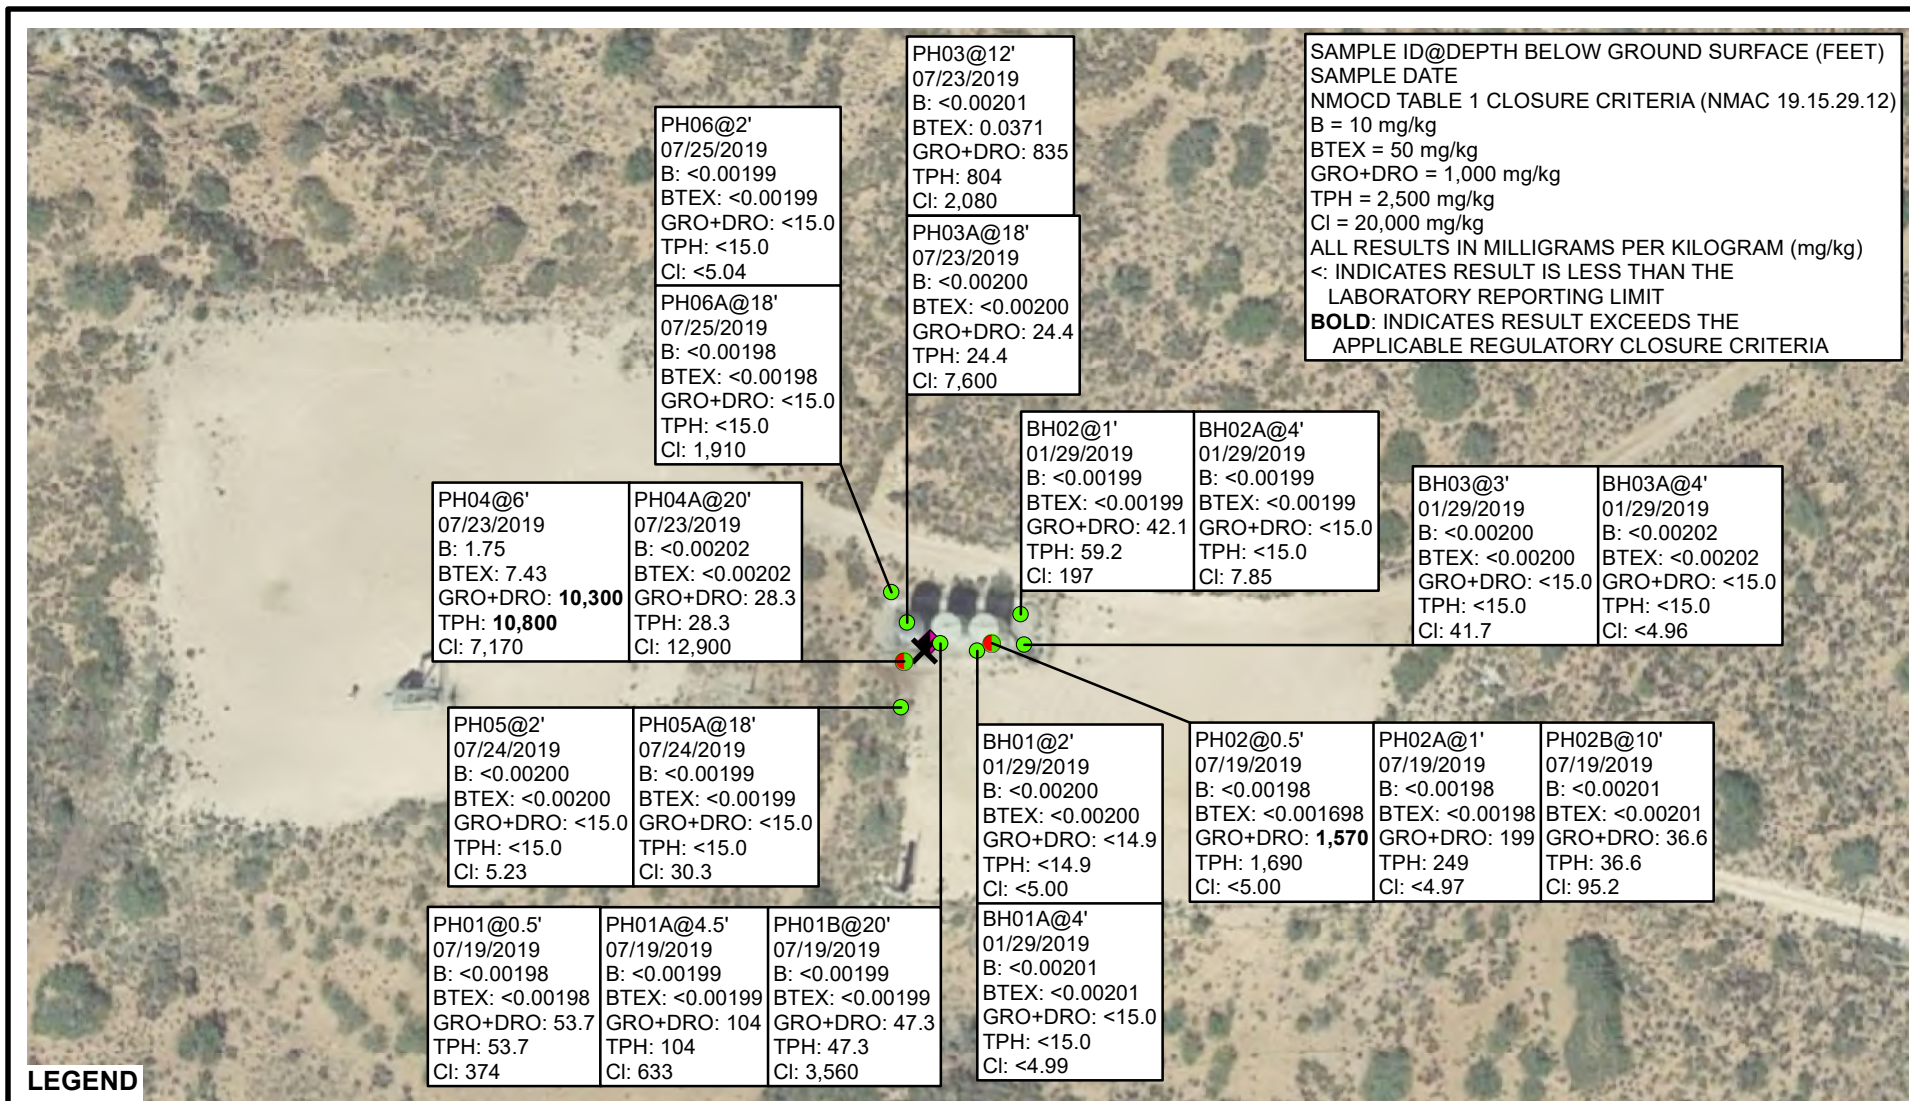 PH03@12'
07/23/2019
B: <0.00201
BTEX: 0.0371
GRO+DRO: 835
TPH: 804
Cl: 2,080
PH03A@18'
07/23/2019
B: <0.00200
BTEX: <0.00200
GRO+DRO: 24.4
TPH: 24.4
Cl: 7,600
SAMPLE ID@DEPTH BELOW GROUND SURFACE (FEET)
SAMPLE DATE
NMOCD TABLE 1 CLOSURE CRITERIA (NMAC 19.15.29.12)
B = 10 mg/kg
BTEX = 50 mg/kg
GRO+DRO = 1,000 mg/kg
TPH = 2,500 mg/kg
Cl = 20,000 mg/kg
ALL RESULTS IN MILLIGRAMS PER KILOGRAM (mg/kg)
<: INDICATES RESULT IS LESS THAN THE
LABORATORY REPORTING LIMIT
BOLD: INDICATES RESULT EXCEEDS THE
APPLICABLE REGULATORY CLOSURE CRITERIA
PH06@2'
07/25/2019
B: <0.00199
BTEX: <0.00199
GRO+DRO: <15.0
TPH: <15.0
Cl: <5.04
PH06A@18'
07/25/2019
B: <0.00198
BTEX: <0.00198
GRO+DRO: <15.0
TPH: <15.0
Cl: 1,910
BH02@1'
01/29/2019
B: <0.00199
BTEX: <0.00199
GRO+DRO: 42.1
TPH: 59.2
Cl: 197
BH02A@4'
01/29/2019
B: <0.00199
BTEX: <0.00199
GRO+DRO: <15.0
TPH: <15.0
Cl: 7.85
BH03@3'
01/29/2019
B: <0.00200
BTEX: <0.00200
GRO+DRO: <15.0
TPH: <15.0
Cl: 41.7
BH03A@4'
01/29/2019
B: <0.00202
BTEX: <0.00202
GRO+DRO: <15.0
TPH: <15.0
Cl: <4.96
PH04@6'
07/23/2019
B: 1.75
BTEX: 7.43
GRO+DRO: 10,300
TPH: 10,800
Cl: 7,170
PH04A@20'
07/23/2019
B: <0.00202
BTEX: <0.00202
GRO+DRO: 28.3
TPH: 28.3
Cl: 12,900
PH05@2'
07/24/2019
B: <0.00200
BTEX: <0.00200
GRO+DRO: <15.0
TPH: <15.0
Cl: 5.23
PH05A@18'
07/24/2019
B: <0.00199
BTEX: <0.00199
GRO+DRO: <15.0
TPH: <15.0
Cl: 30.3
BH01@2'
01/29/2019
B: <0.00200
BTEX: <0.00200
GRO+DRO: <14.9
TPH: <14.9
Cl: <5.00
BH01A@4'
01/29/2019
B: <0.00201
BTEX: <0.00201
GRO+DRO: <15.0
TPH: <15.0
Cl: <4.99
PH02@0.5'
07/19/2019
B: <0.00198
BTEX: <0.001698
GRO+DRO: 1,570
TPH: 1,690
Cl: <5.00
PH02A@1'
07/19/2019
B: <0.00198
BTEX: <0.00198
GRO+DRO: 199
TPH: 249
Cl: <4.97
PH02B@10'
07/19/2019
B: <0.00201
BTEX: <0.00201
GRO+DRO: 36.6
TPH: 36.6
Cl: 95.2
PH01@0.5'
07/19/2019
B: <0.00198
BTEX: <0.00198
GRO+DRO: 53.7
TPH: 53.7
Cl: 374
PH01A@4.5'
07/19/2019
B: <0.00199
BTEX: <0.00199
GRO+DRO: 104
TPH: 104
Cl: 633
PH01B@20'
07/19/2019
B: <0.00199
BTEX: <0.00199
GRO+DRO: 47.3
TPH: 47.3
Cl: 3,560
LEGEND